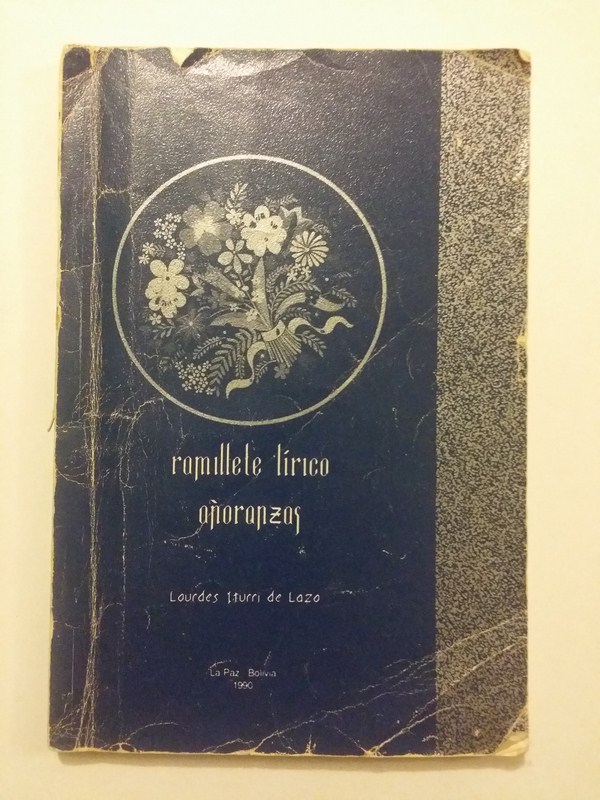 ramillete lírico
añoranzas
Lourdes Iturri de Lazo
La Paz Bolivia
1990